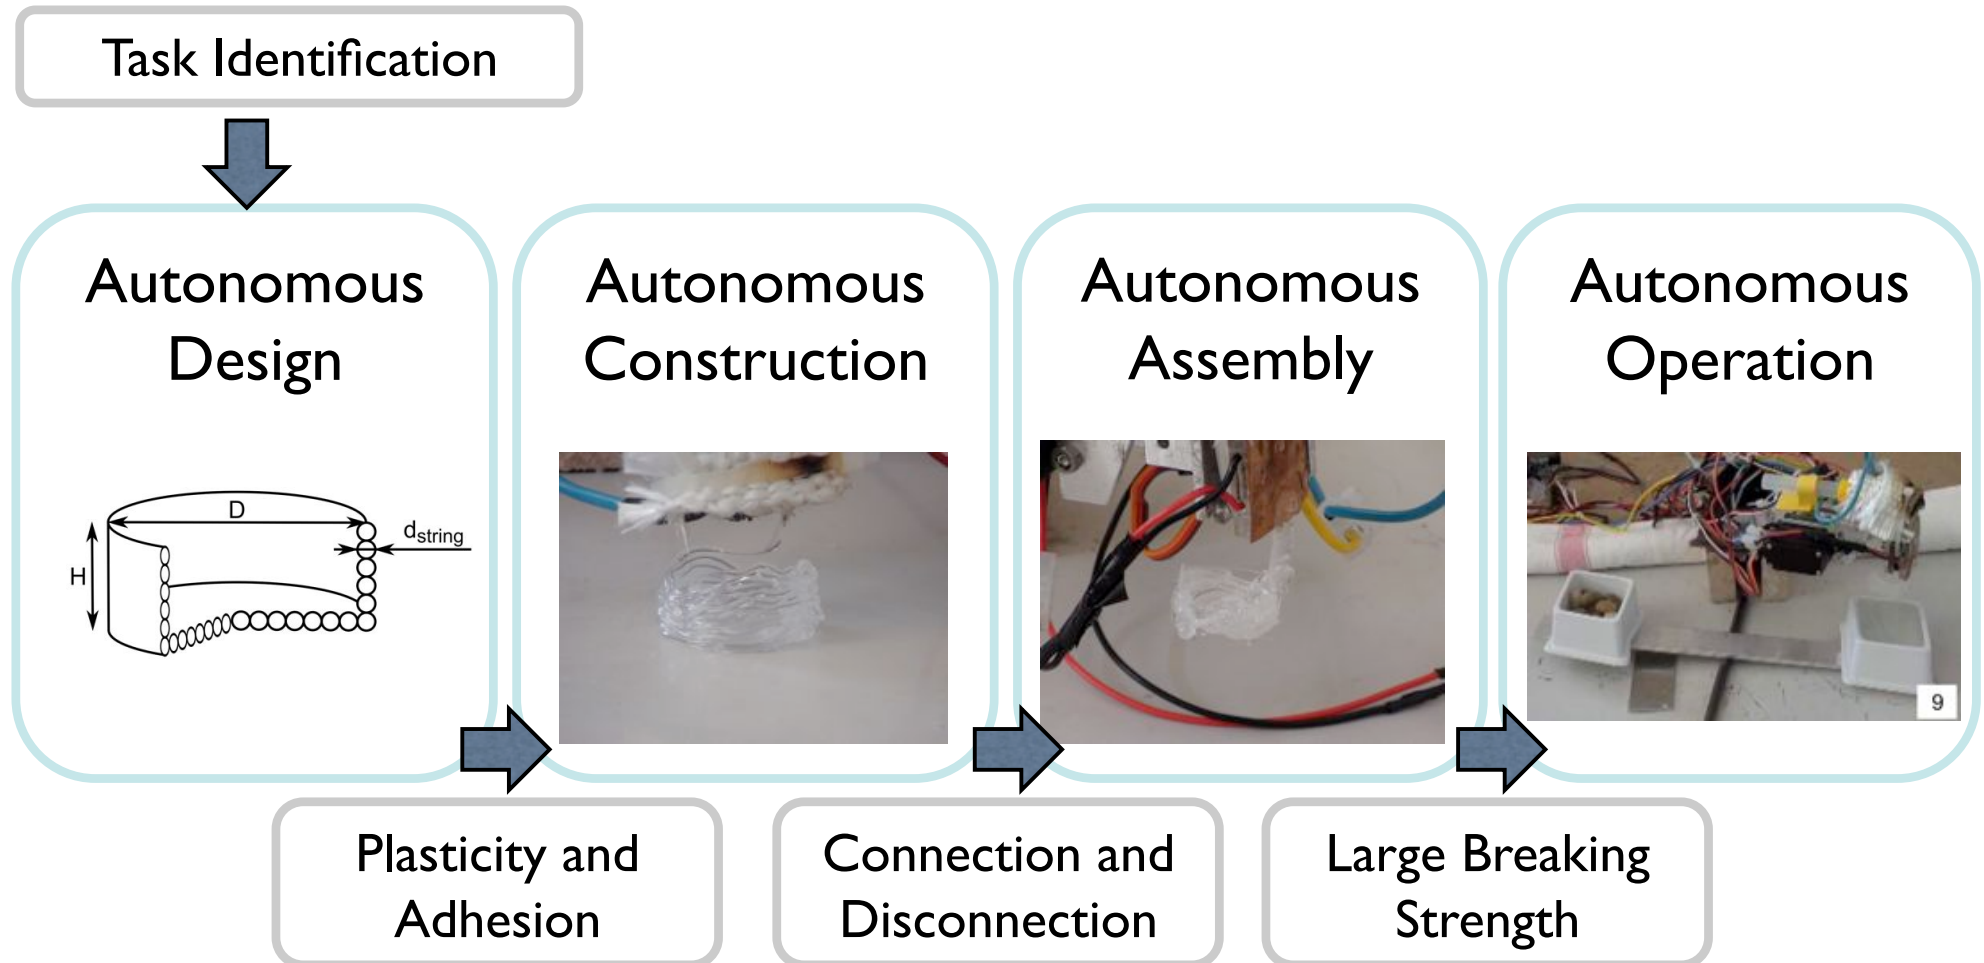 Task Identification
Autonomous
Design
D
d_string
H
Autonomous
Construction
Autonomous
Assembly
Autonomous
Operation
9
Plasticity and
Adhesion
Connection and
Disconnection
Large Breaking
Strength